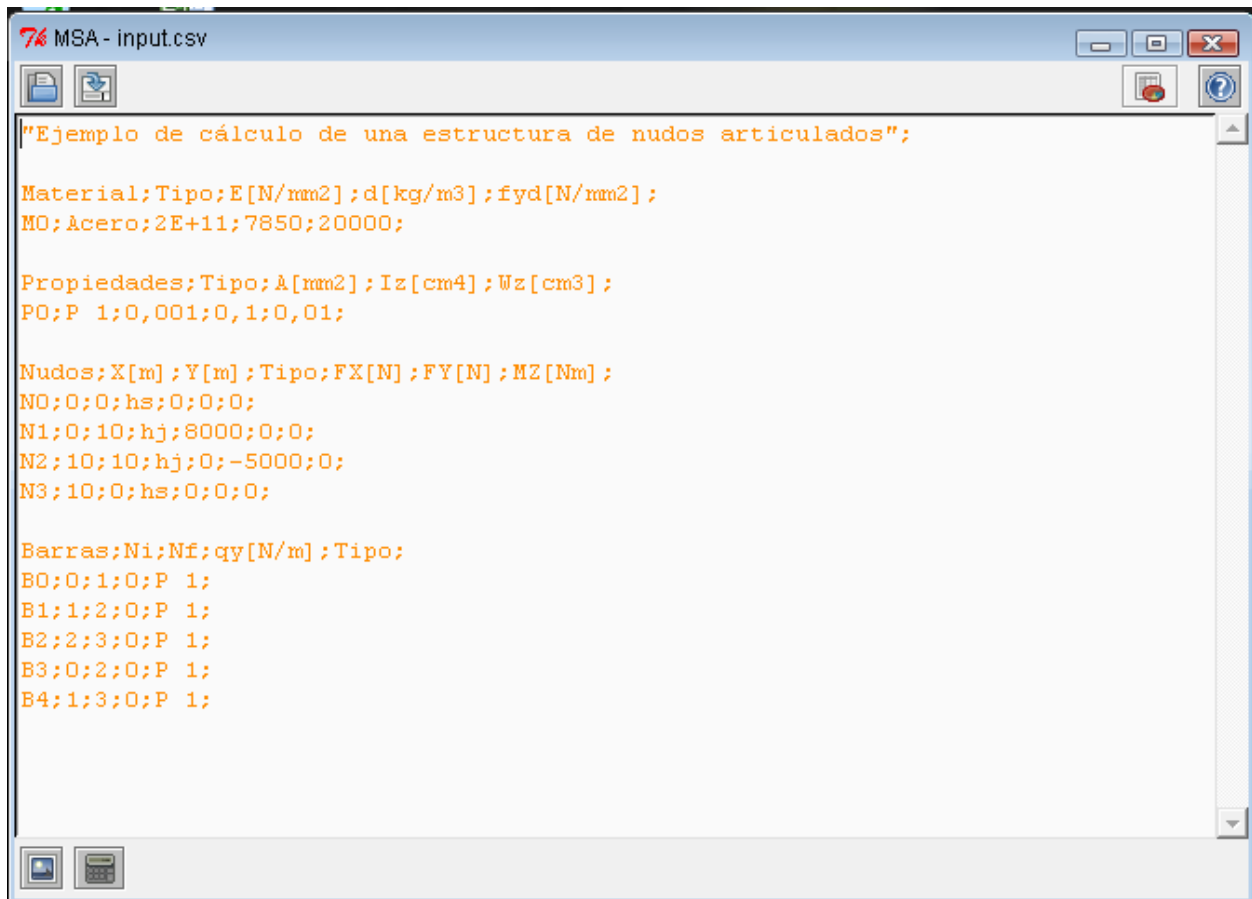 MSA - input.csv
"Ejemplo de cálculo de una estructura de nudos articulados";
Material;Tipo;E[N/mm2];d[kg/m3];fyd[N/mm2];
M0;Acero;2E+11;7850;20000;
Propiedades;Tipo;A[mm2];Iz[cm4];Wz[cm3];
P0;P 1;0,001;0,1;0,01;
Nudos;X[m];Y[m];Tipo;FX[N];FY[N];MZ[Nm];
N0;0;0;hs;0;0;0;
N1;0;10;hj;8000;0;0;
N2;10;10;hj;0;-5000;0;
N3;10;0;hs;0;0;0;
Barras;Ni;Nf;qy[N/m];Tipo;
B0;0;1;0;P 1;
B1;1;2;0;P 1;
B2;2;3;0;P 1;
B3;0;2;0;P 1;
B4;1;3;0;P 1;